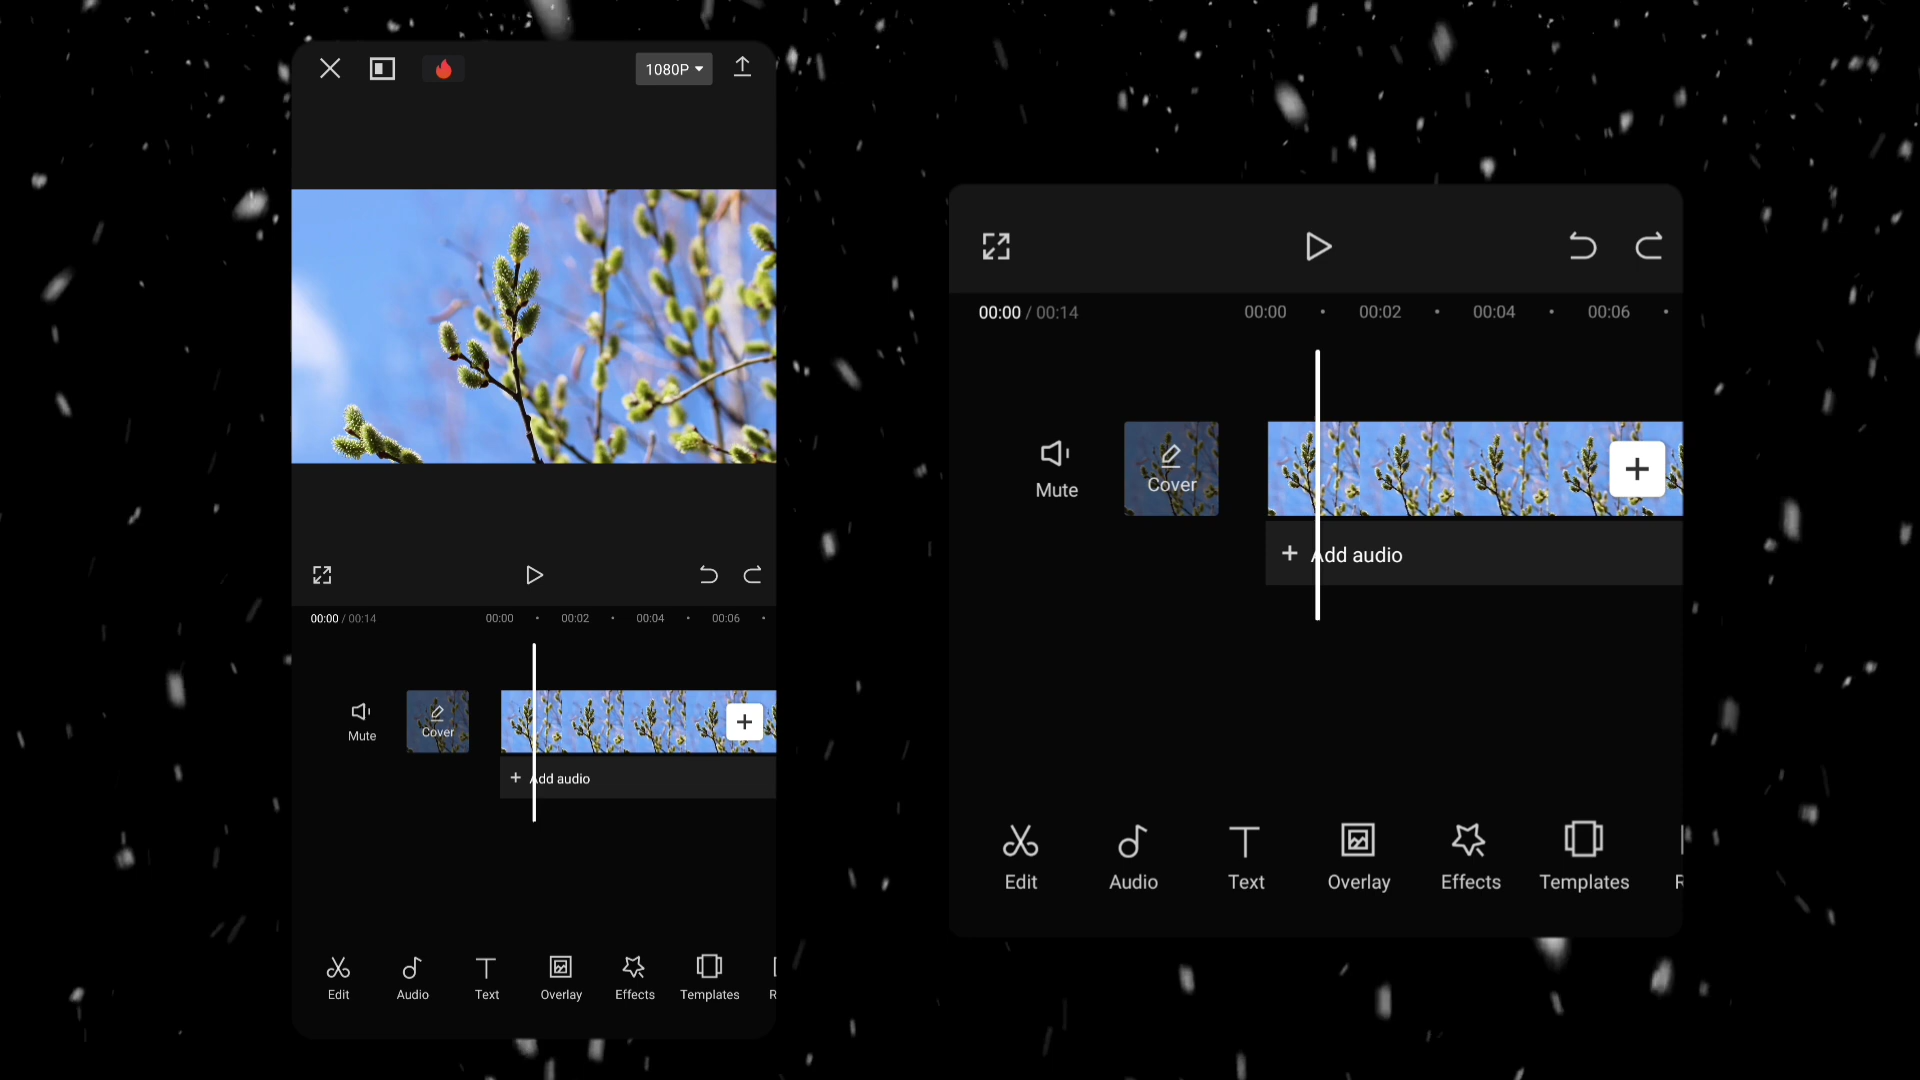 1080P
00:00 / 00:14
00:00 00:02 00:04 00:06
Mute
Cover
Add audio
Edit Audio Text Overlay Effects Templates R
00:00 / 00:14
00:00 00:02 00:04 00:06
Mute
Cover
Add audio
Edit Audio Text Overlay Effects Templates